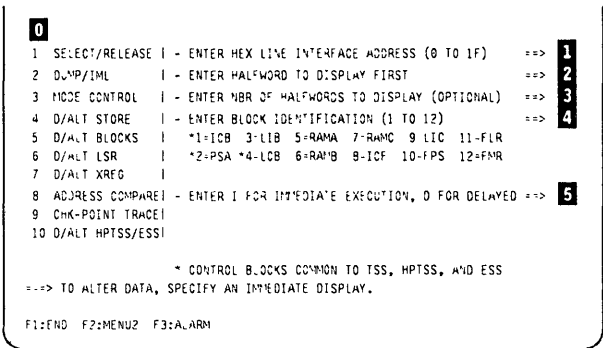 0
1 SELECT/RELEASE | - ENTER HEX LINE INTERFACE ADDRESS (0 TO 1F) ==> 1
2 DUMP/IML | - ENTER HALFWORD TO DISPLAY FIRST ==> 2
3 MODE CONTROL | - ENTER NBR OF HALFWORDS TO DISPLAY (OPTIONAL) ==> 3
4 D/ALT STORE | - ENTER BLOCK IDENTIFICATION (1 TO 12) ==> 4
5 D/ALT BLOCKS | *1=ICB 3-LIB 5=RAMA 7-RAMC 9 LIC 11-FLR
6 D/ALT LSR | *2=PSA *4-LCB 6=RAMB 8-ICF 10-FPS 12=FMR
7 D/ALT XREG |
8 ADDRESS COMPARE| - ENTER I FOR IMMEDIATE EXECUTION, D FOR DELAYED ==> 5
9 CHK-POINT TRACE|
10 D/ALT HPTSS/ESS|
* CONTROL BLOCKS COMMON TO TSS, HPTSS, AND ESS
===> TO ALTER DATA, SPECIFY AN IMMEDIATE DISPLAY.
F1:END F2:MENU2 F3:ALARM